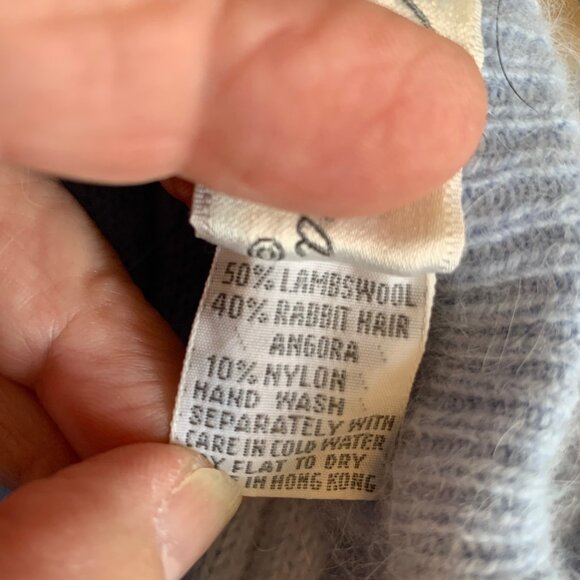 50% LAMBSWOOL
40% RABBIT HAIR
ANGORA
10% NYLON
HAND WASH
SEPARATELY WITH
CARE IN COLD WATER
Y FLAT TO DRY
E IN HONG KONG
®